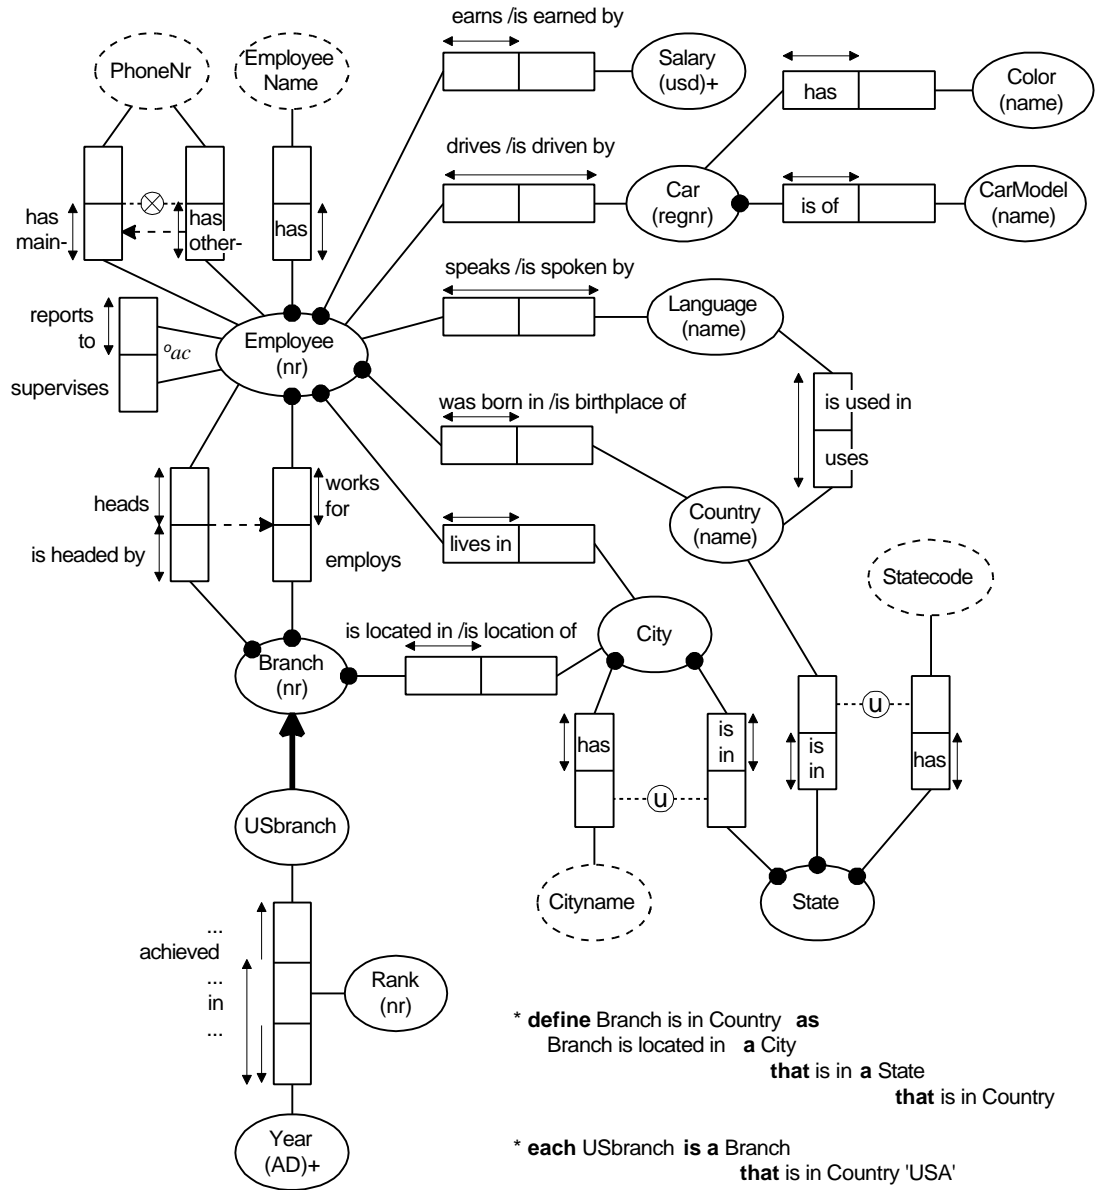 earns /is earned by
PhoneNr
Employee
Name
Salary
(usd)+
has
Color
(name)
drives /is driven by
has
main-
has
other-
has
Car
(regnr)
is of
CarModel
(name)
speaks /is spoken by
reports
to
supervises
ºac
Employee
(nr)
Language
(name)
was born in /is birthplace of
is used in
uses
heads
is headed by
works
for
employs
lives in
Country
(name)
Statecode
is located in /is location of
City
Branch
(nr)
has
is
in
u
is
in
u
has
USbranch
Cityname
State
...
achieved
...
in
...
Rank
(nr)
Year
(AD)+
* define Branch is in Country as
Branch is located in a City
that is in a State
that is in Country
* each USbranch is a Branch
that is in Country 'USA'